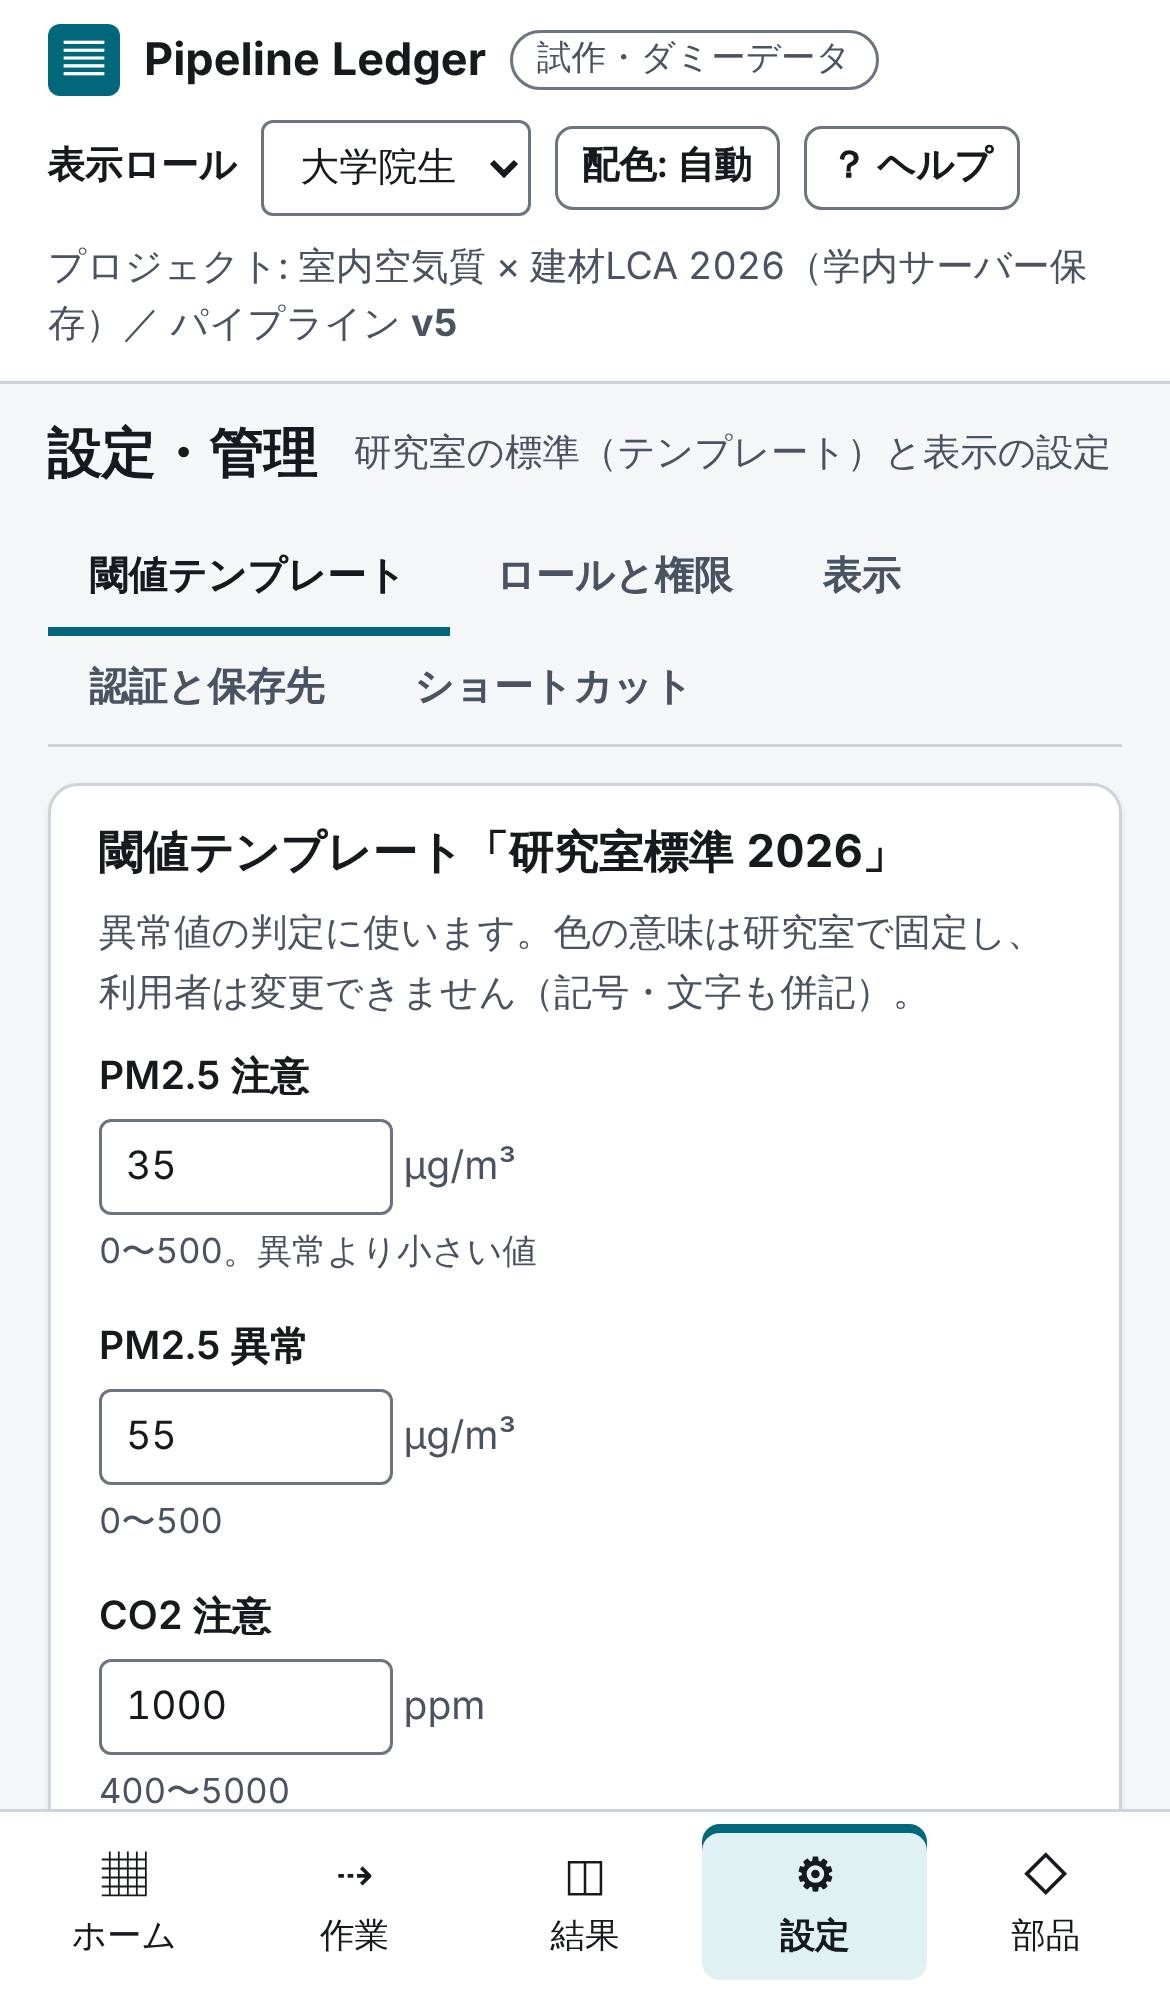 Pipeline Ledger 試作・ダミーデータ
表示ロール 大学院生 配色: 自動 ? ヘルプ
プロジェクト: 室内空気質 × 建材LCA 2026（学内サーバー保
存）／ パイプライン v5
設定・管理 研究室の標準（テンプレート）と表示の設定
閾値テンプレート ロールと権限 表示
認証と保存先 ショートカット
閾値テンプレート「研究室標準 2026」
異常値の判定に使います。色の意味は研究室で固定し、
利用者は変更できません（記号・文字も併記）。
PM2.5 注意
35 µg/m³
0〜500。異常より小さい値
PM2.5 異常
55 µg/m³
0〜500
CO2 注意
1000 ppm
400〜5000
ホーム 作業 結果 設定 部品